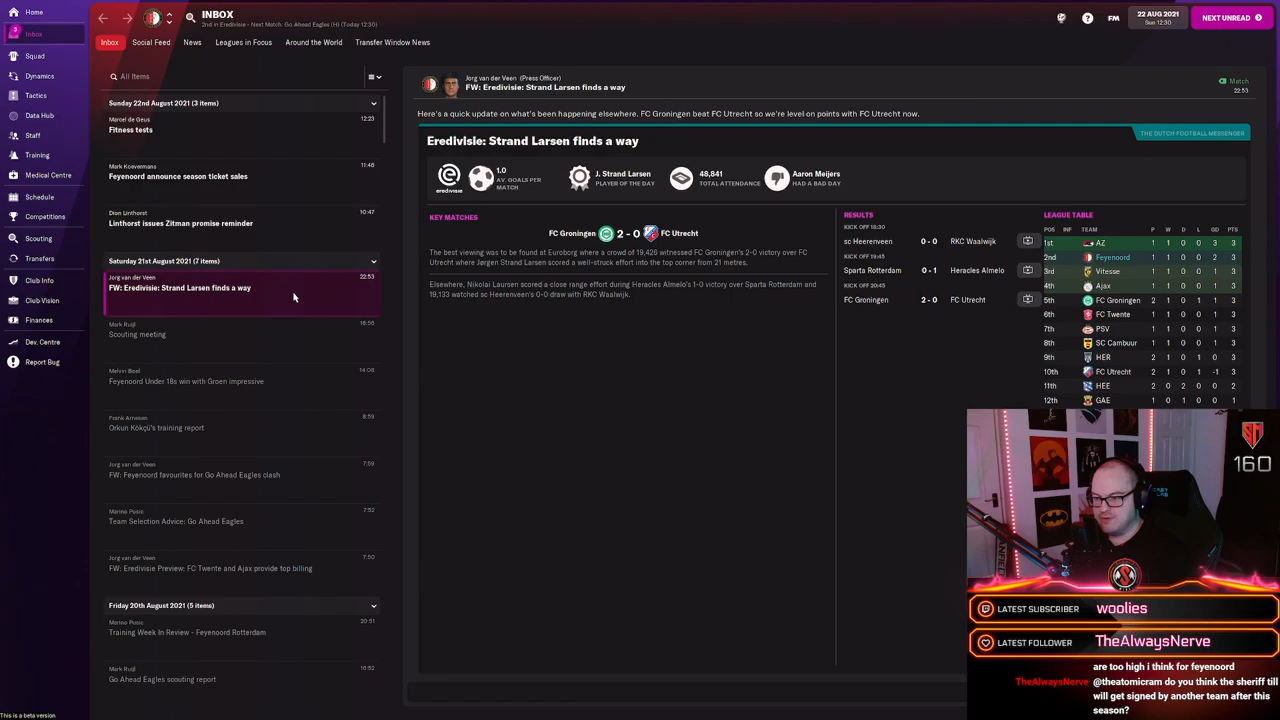 Home
INBOX
2nd in Eredivisie - Next Match: Go Ahead Eagles (H) (Today 12:30)
FM
22 AUG 2021
Sun 12:30
NEXT UNREAD
3
Inbox
Squad
Dynamics
Tactics
Data Hub
Staff
Training
Medical Centre
Schedule
Competitions
Scouting
Transfers
Club Info
Club Vision
Finances
Dev. Centre
Report Bug
This is a beta version
Inbox
Social Feed
News
Leagues in Focus
Around the World
Transfer Window News
All Items
Sunday 22nd August 2021 (3 items)
Marcel de Geus
12:23
Fitness tests
Mark Koevermans
11:46
Feyenoord announce season ticket sales
Dion Linthorst
10:47
Linthorst issues Zitman promise reminder
Saturday 21st August 2021 (7 items)
Jorg van der Veen
22:53
FW: Eredivisie: Strand Larsen finds a way
Mark Ruijl
Scouting meeting
Melvin Boel
14:08
Feyenoord Under 18s win with Groen impressive
Frank Arnesen
8:59
Orkun Kökçü's training report
Jorg van der Veen
7:59
FW: Feyenoord favourites for Go Ahead Eagles clash
Marino Pusic
7:52
Team Selection Advice: Go Ahead Eagles
Jorg van der Veen
7:50
FW: Eredivisie Preview: FC Twente and Ajax provide top billing
Friday 20th August 2021 (5 items)
Marino Pusic
20:51
Training Week In Review - Feyenoord Rotterdam
Mark Ruijl
16:52
Go Ahead Eagles scouting report
Jorg van der Veen (Press Officer)
FW: Eredivisie: Strand Larsen finds a way
Match
22:53
Here's a quick update on what's been happening elsewhere. FC Groningen beat FC Utrecht so we're level on points with FC Utrecht now.
THE DUTCH FOOTBALL MESSENGER
Eredivisie: Strand Larsen finds a way
eredivisie
1.0
AV. GOALS PER MATCH
J. Strand Larsen
PLAYER OF THE DAY
48,841
TOTAL ATTENDANCE
Aaron Meijers
HAD A BAD DAY
KEY MATCHES
FC Groningen 2 - 0 FC Utrecht
The best viewing was to be found at Euroborg where a crowd of 19,426 witnessed FC Groningen's 2-0 victory over FC
Utrecht where Jørgen Strand Larsen scored a well-struck effort into the top corner from 21 metres.
Elsewhere, Nikolai Laursen scored a close range effort during Heracles Almelo's 1-0 victory over Sparta Rotterdam and
19,133 watched sc Heerenveen's 0-0 draw with RKC Waalwijk.
RESULTS
KICK OFF 18:30
sc Heerenveen 0 - 0 RKC Waalwijk
KICK OFF 19:45
Sparta Rotterdam 0 - 1 Heracles Almelo
KICK OFF 20:45
FC Groningen 2 - 0 FC Utrecht
LEAGUE TABLE
POS INF TEAM P W D L GD PTS
1st AZ 1 1 0 0 3 3
2nd Feyenoord 1 1 0 0 2 3
3rd Vitesse 1 1 0 0 1 3
4th Ajax 1 1 0 0 1 3
5th FC Groningen 2 1 0 1 1 3
6th FC Twente 1 1 0 0 1 3
7th PSV 1 1 0 0 1 3
8th SC Cambuur 1 1 0 0 1 3
9th HER 2 1 0 1 0 3
10th FC Utrecht 2 1 0 1 -1 3
11th HEE 2 0 2 0 0 2
12th GAE 1 0 1 0 0 1
SM
160
LATEST SUBSCRIBER woolies
LATEST FOLLOWER TheAlwaysNerve
are too high i think for feyenoord
TheAlwaysNerve @theatomicram do you think the sheriff till
will get signed by another team after this
season?